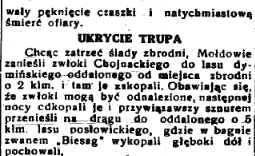 wały pęknięcie czaszki i natychmiastową
śmierć ofiary.
UKRYCIE TRUPA
Chcąc zatrzeć ślady zbrodni, Mołdowie
zanieśli zwłoki Chojnackiego do lasu dy-
mińskiego oddalonego od miejsca zbrodni
o 2 klm. i tam je zakopali. Obawiając się,
że zwłoki mogą być odnalezione, następnej
nocy cdkopali je i przywiązawszy sznurem
przenieśli na drągu do oddalonego o 5
klm. lasu posłowickiego, gdzie w bagnie
zwanem „Biesag" wykopali głęboki dół i
pochowali,